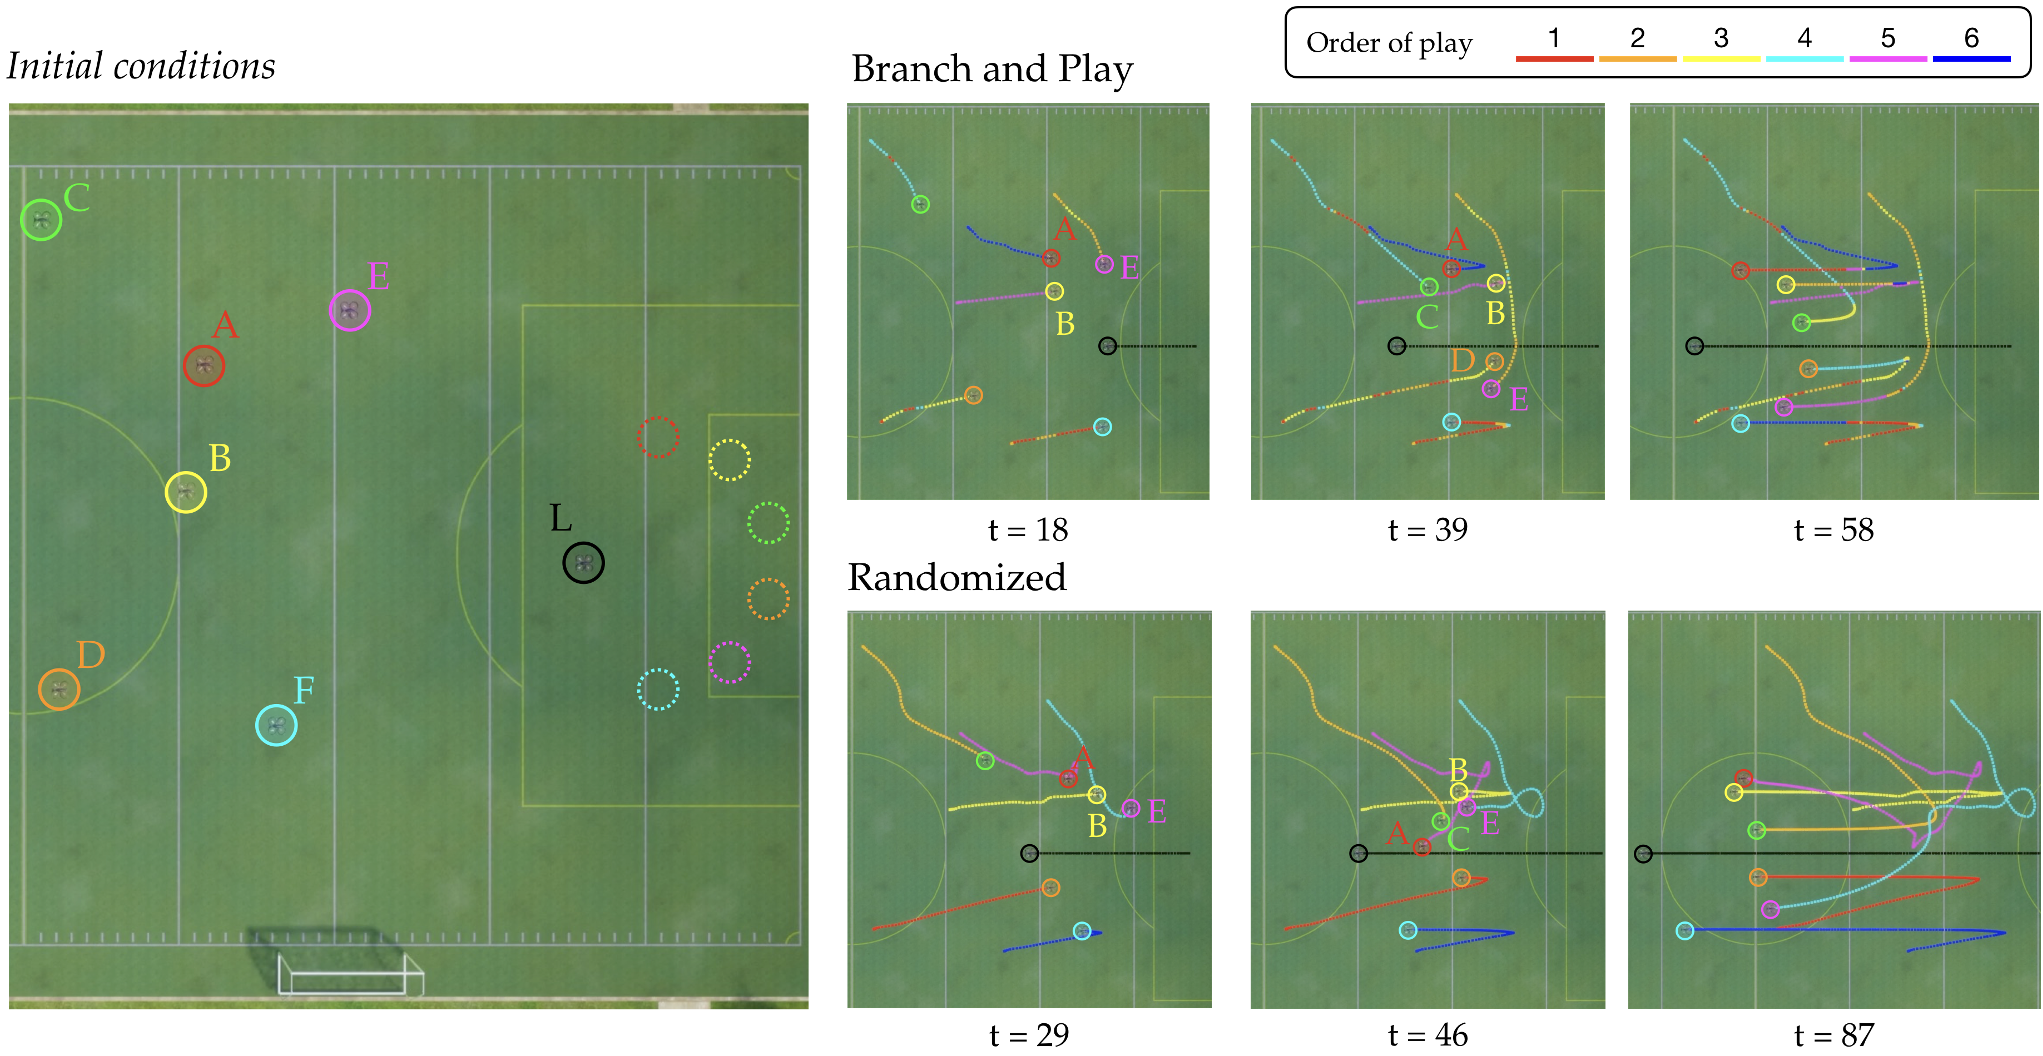 Initial conditions
C
E
A
B
L
D
F
Order of play 1 2 3 4 5 6
Branch and Play
A
E
B
t = 18
A
C
B
D
E
t = 39
t = 58
Randomized
A
E
B
t = 29
B
E
A
C
t = 46
t = 87